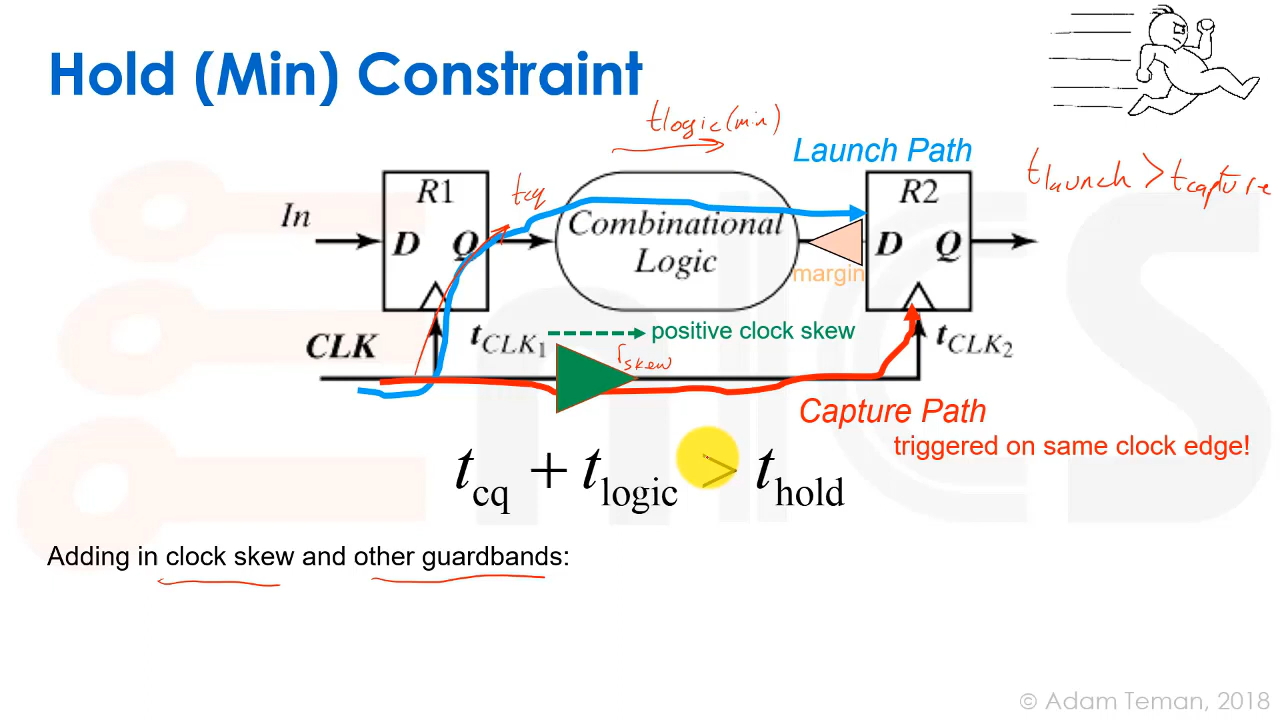 Hold (Min) Constraint
tlogic(min)
Launch Path
tlaunch > tcapture
In
R1
D Q
tcq
Combinational
Logic
margin
R2
D Q
CLK
tCLK1
positive clock skew
tCLK2
tskew
Capture Path
triggered on same clock edge!
tcq + tlogic > thold
Adding in clock skew and other guardbands:
© Adam Teman, 2018